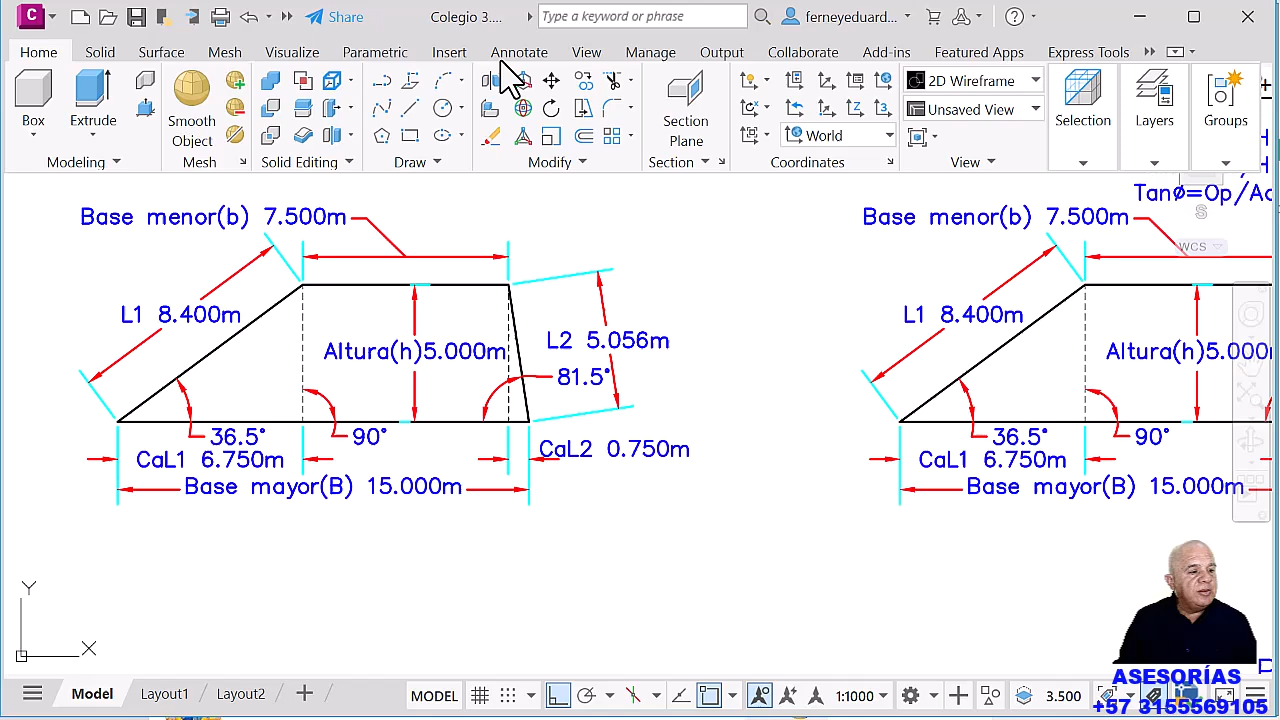 C
Share
Colegio 3....
Type a keyword or phrase
ferneyeduard...
Home Solid Surface Mesh Visualize Parametric Insert Annotate View Manage Output Collaborate Add-ins Featured Apps Express Tools
Box
Extrude
Smooth
Object
Section
Plane
World
2D Wireframe
Unsaved View
Selection
Layers
Groups
Modeling Mesh Solid Editing Draw Modify Section Coordinates View
Base menor(b) 7.500m
L1 8.400m
Altura(h)5.000m
L2 5.056m
81.5°
36.5°
90°
CaL2 0.750m
CaL1 6.750m
Base mayor(B) 15.000m
Tanø=Op/Ad
S
WCS
Base menor(b) 7.500m
L1 8.400m
Altura(h)5.000
36.5°
90°
CaL1 6.750m
Base mayor(B) 15.000m
Y
X
ASESORÍAS
+57 3155569105
Model Layout1 Layout2
MODEL
1:1000
3.500